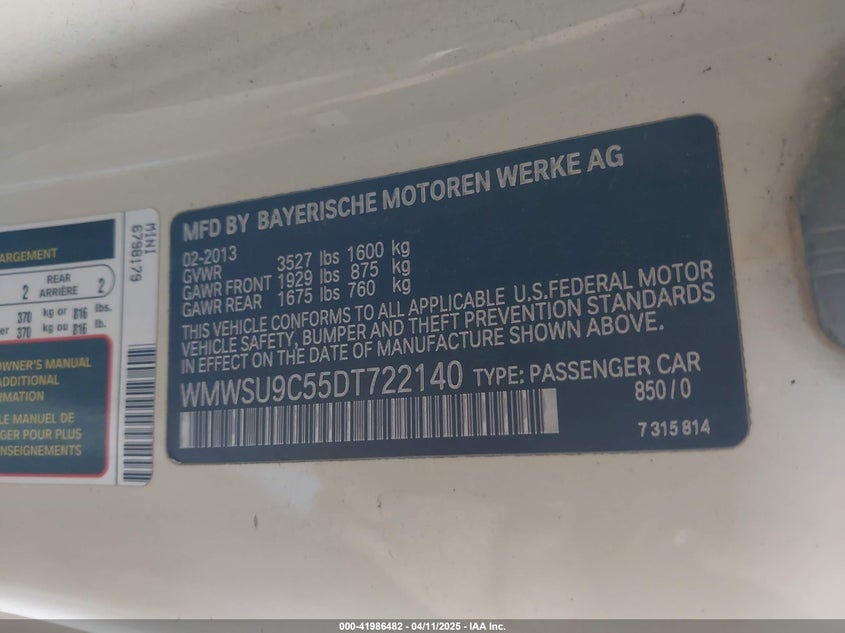 ARGEMENT
REAR
2 ARRIÈRE 2
370 kg or 816 lbs.
er 370 kg ou 816 lb.
OWNER'S MANUAL
ADDITIONAL
RMATION
LE MANUEL DE
GER POUR PLUS
ENSEIGNEMENTS
MINI
6798179
MFD BY BAYERISCHE MOTOREN WERKE AG
02-2013
GVWR 3527 lbs 1600 kg
GAWR FRONT 1929 lbs 875 kg
GAWR REAR 1675 lbs 760 kg
THIS VEHICLE CONFORMS TO ALL APPLICABLE U.S.FEDERAL MOTOR
VEHICLE SAFETY, BUMPER AND THEFT PREVENTION STANDARDS
IN EFFECT ON THE DATE OF MANUFACTURE SHOWN ABOVE.
WMWSU9C55DT722140 TYPE: PASSENGER CAR
850/0
7 315 814
000-41986482 - 04/11/2025 - IAA Inc.